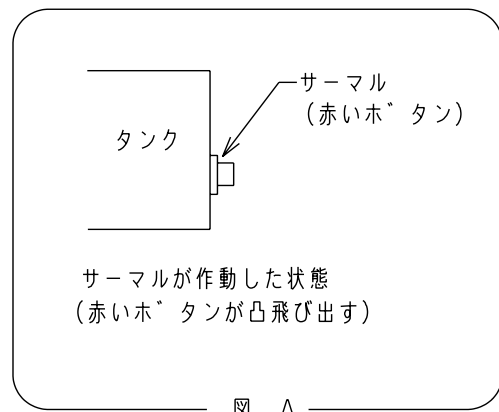 サーマル
(赤いボタン)
タンク
サーマルが作動した状態
(赤いボタンが凸飛び出す)
図 A